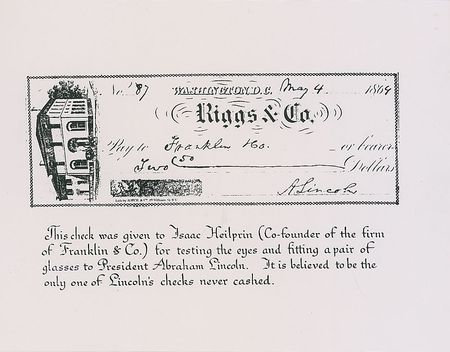 No. 87 WASHINGTON D.C. May 4 1864
Riggs & Co.
Pay to Franklin & Co. or bearer
Two 50 Dollars
A. Lincoln
This check was given to Isaac Heilprin (Co-founder of the firm
of Franklin & Co.) for testing the eyes and fitting a pair of
glasses to President Abraham Lincoln. It is believed to be the
only one of Lincoln's checks never cashed.